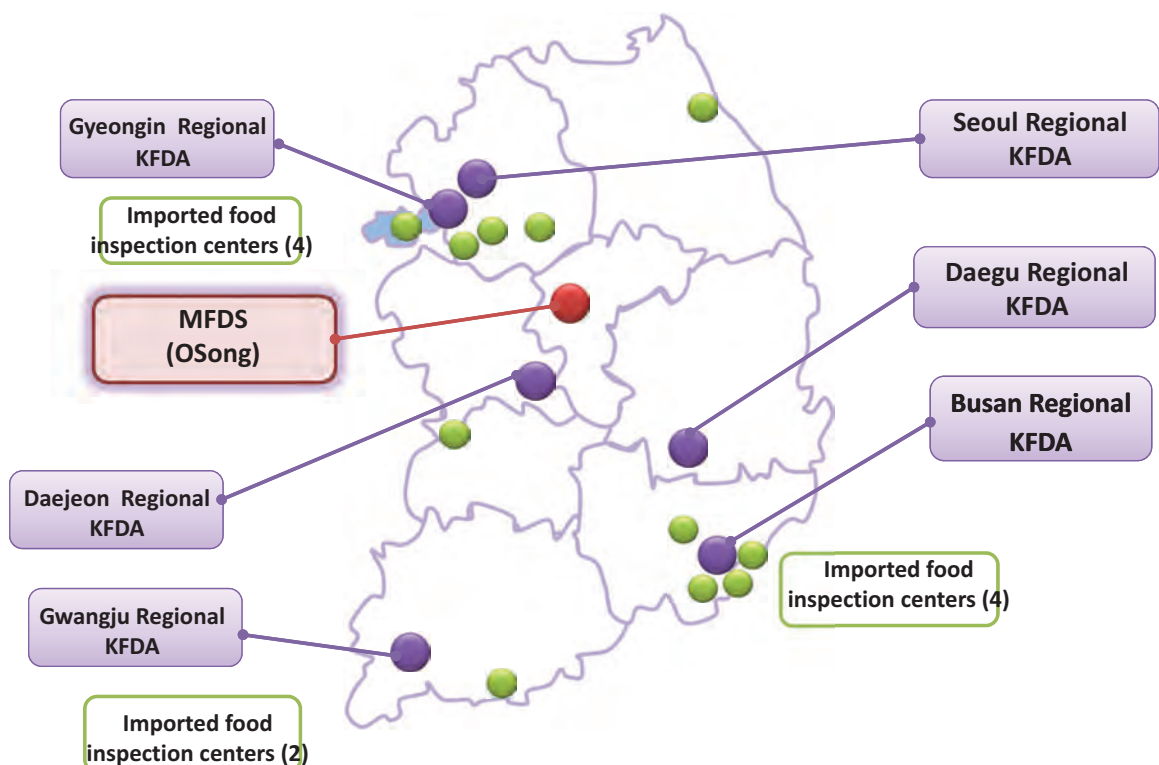 Gyeongin Regional
KFDA
Imported food
inspection centers (4)
MFDS
(OSong)
Daejeon Regional
KFDA
Gwangju Regional
KFDA
Imported food
inspection centers (2)
Seoul Regional
KFDA
Daegu Regional
KFDA
Busan Regional
KFDA
Imported food
inspection centers (4)